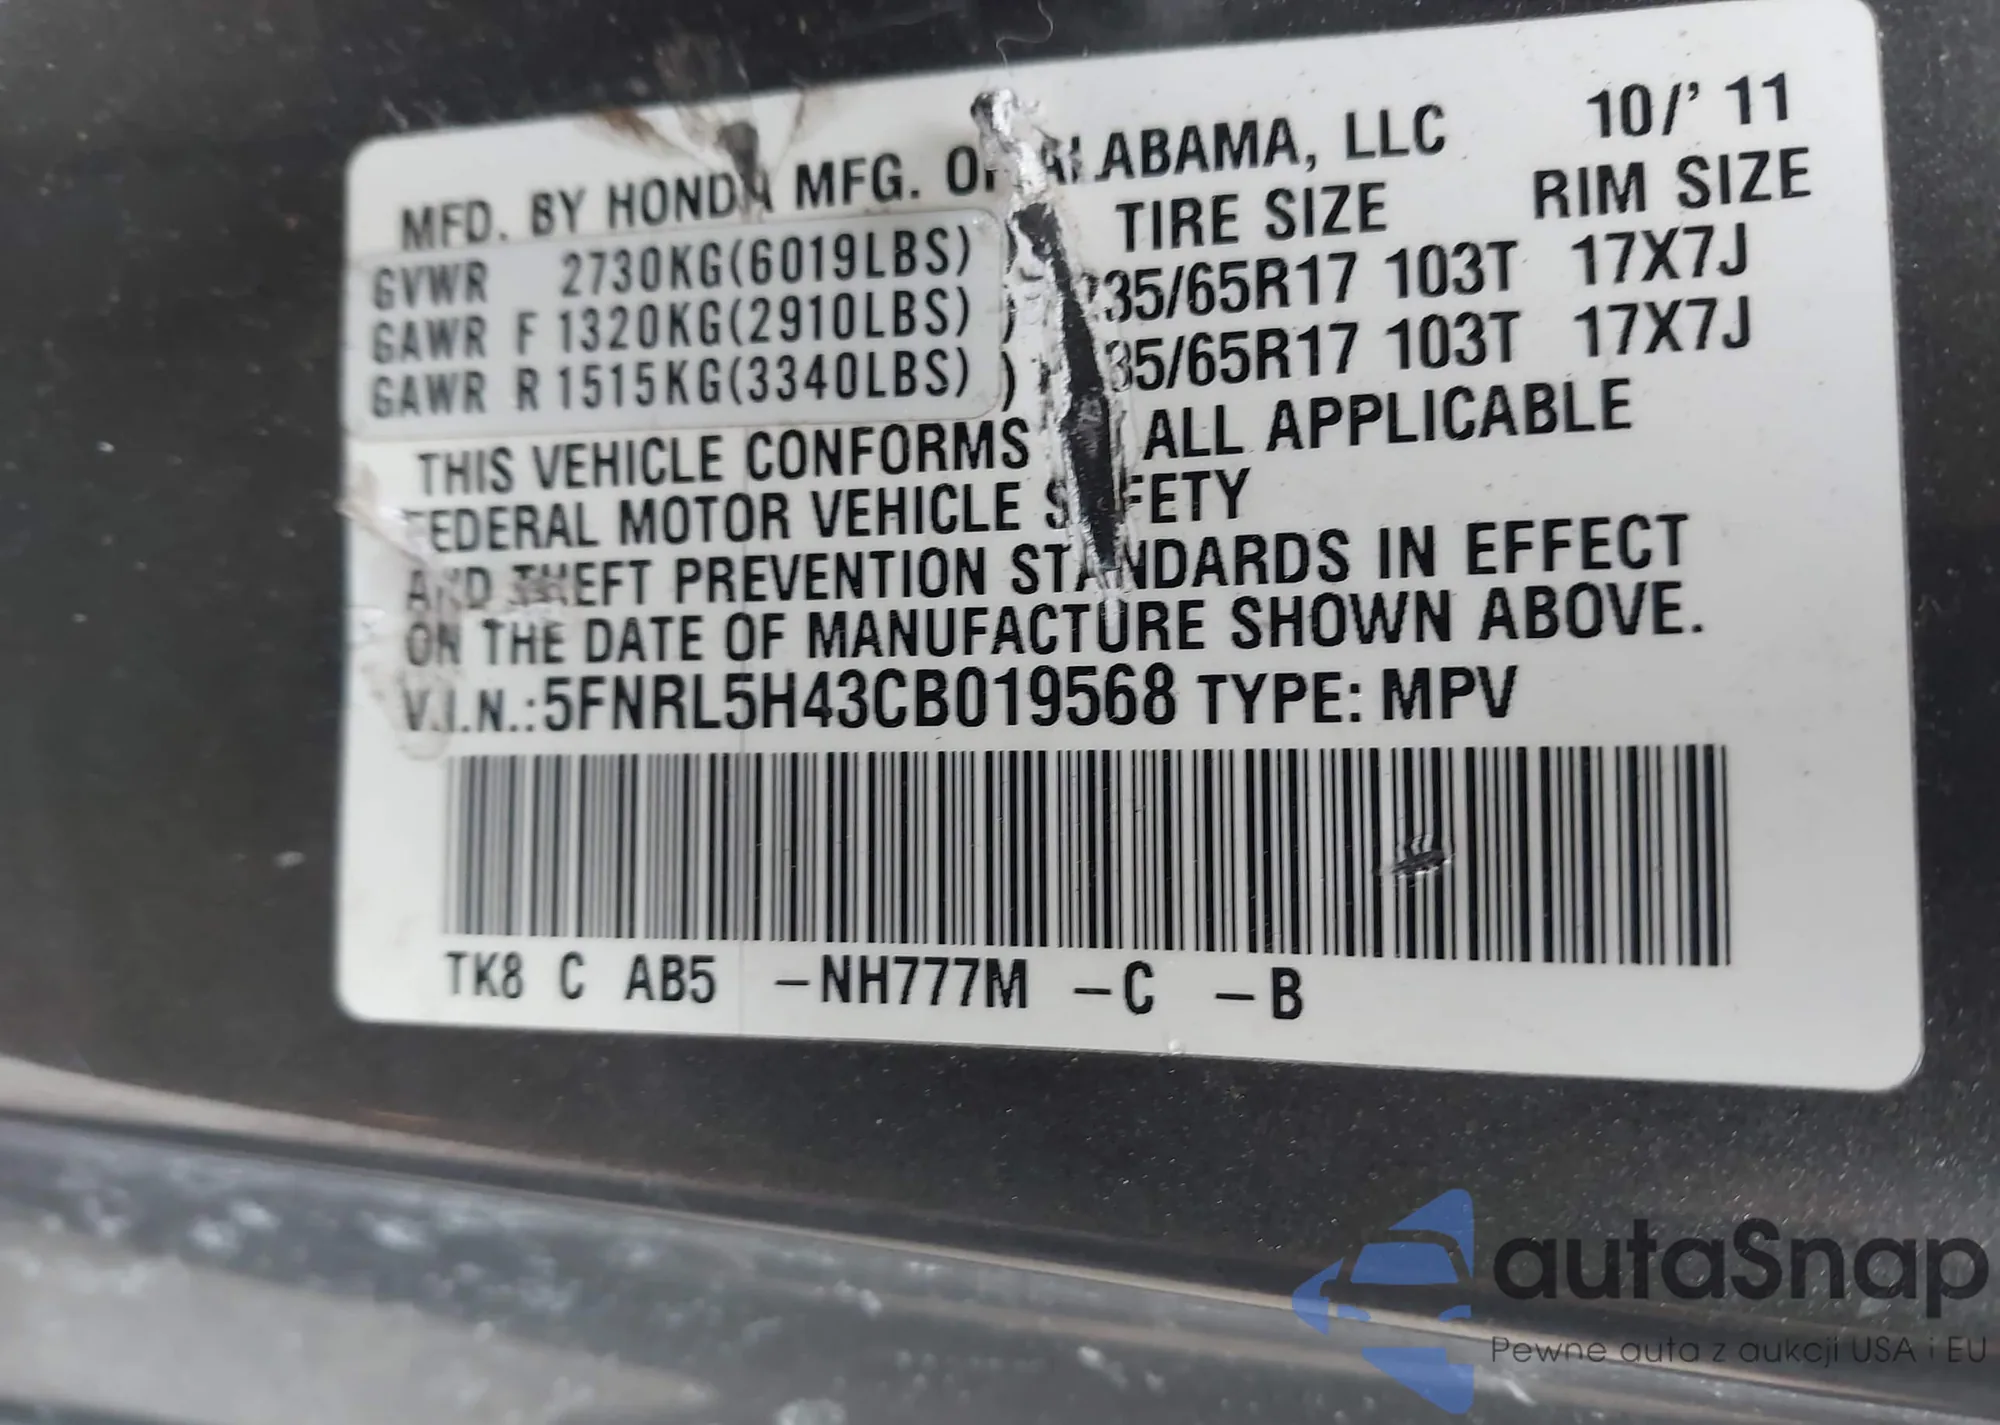 MFD. BY HONDA MFG. OF ALABAMA, LLC 10/'11
TIRE SIZE RIM SIZE
GVWR 2730KG(6019LBS)
GAWR F 1320KG(2910LBS) 235/65R17 103T 17X7J
GAWR R 1515KG(3340LBS) 235/65R17 103T 17X7J
THIS VEHICLE CONFORMS ALL APPLICABLE
FEDERAL MOTOR VEHICLE SAFETY
AND THEFT PREVENTION STANDARDS IN EFFECT
ON THE DATE OF MANUFACTURE SHOWN ABOVE.
V.I.N.:5FNRL5H43CB019568 TYPE: MPV
TK8 C AB5 -NH777M -C -B
autaSnap
Pewne auta z aukcji USA i EU